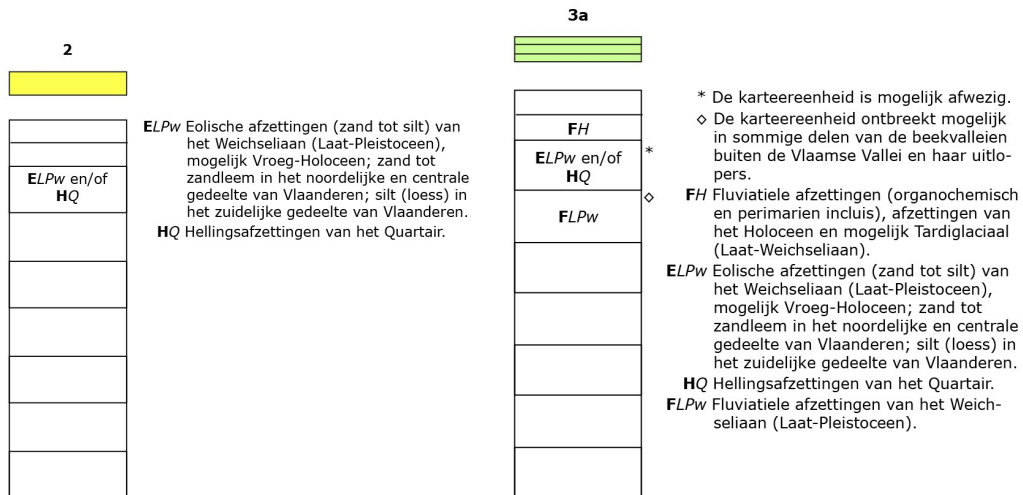 2
ELPw en/of
HQ
ELPw Eolische afzettingen (zand tot silt) van
het Weichseliaan (Laat-Pleistoceen),
mogelijk Vroeg-Holoceen; zand tot
zandleem in het noordelijke en centrale
gedeelte van Vlaanderen; silt (loess) in
het zuidelijke gedeelte van Vlaanderen.
HQ Hellingsafzettingen van het Quartair.
3a
FH
ELPw en/of
HQ
*
◇
FLPw
* De karteereenheid is mogelijk afwezig.
◇ De karteereenheid ontbreekt mogelijk
in sommige delen van de beekvalleien
buiten de Vlaamse Vallei en haar uitlo-
pers.
FH Fluviatiele afzettingen (organochemisch
en perimarien incluis), afzettingen van
het Holoceen en mogelijk Tardiglaciaal
(Laat-Weichseliaan).
ELPw Eolische afzettingen (zand tot silt) van
het Weichseliaan (Laat-Pleistoceen),
mogelijk Vroeg-Holoceen; zand tot
zandleem in het noordelijke en centrale
gedeelte van Vlaanderen; silt (loess) in
het zuidelijke gedeelte van Vlaanderen.
HQ Hellingsafzettingen van het Quartair.
FLPw Fluviatiele afzettingen van het Weich-
seliaan (Laat-Pleistoceen).